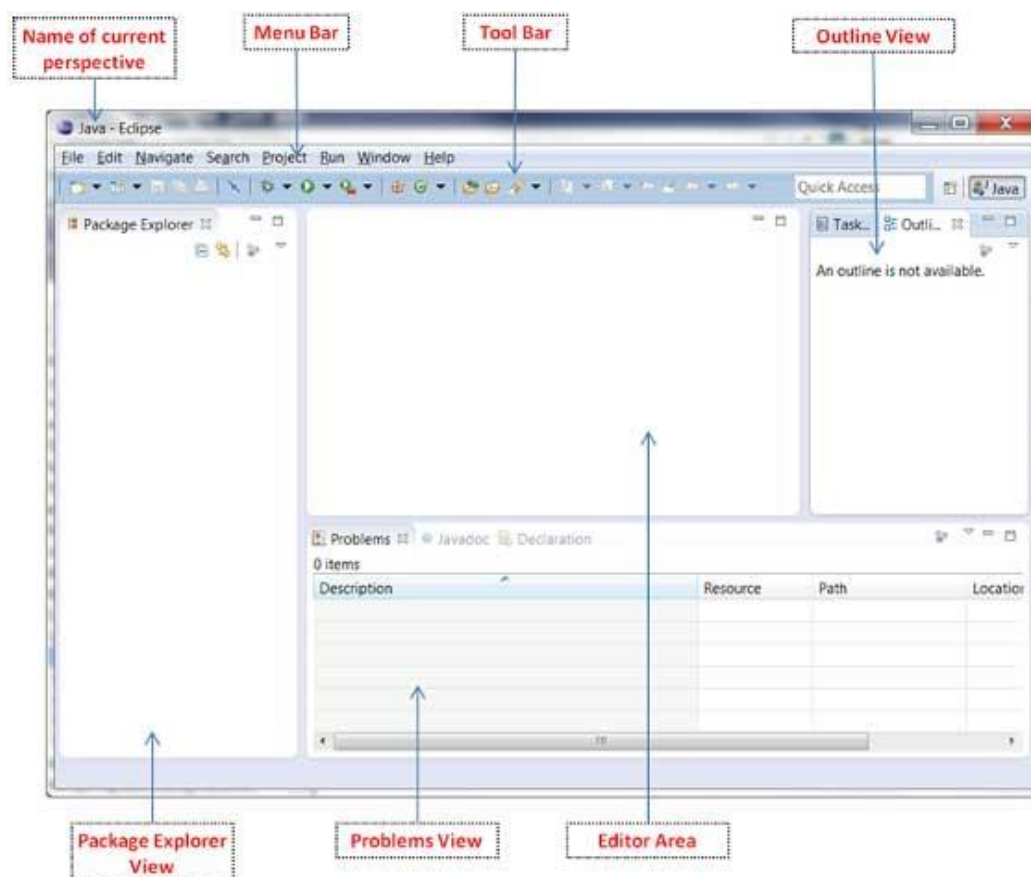 Name of current
perspective
Menu Bar
Tool Bar
Outline View
Java - Eclipse
File Edit Navigate Search Project Run Window Help
Quick Access
Java
Package Explorer
Task... Outli...
An outline is not available.
Problems Javadoc Declaration
0 items
Description Resource Path Location
Package Explorer
View
Problems View
Editor Area